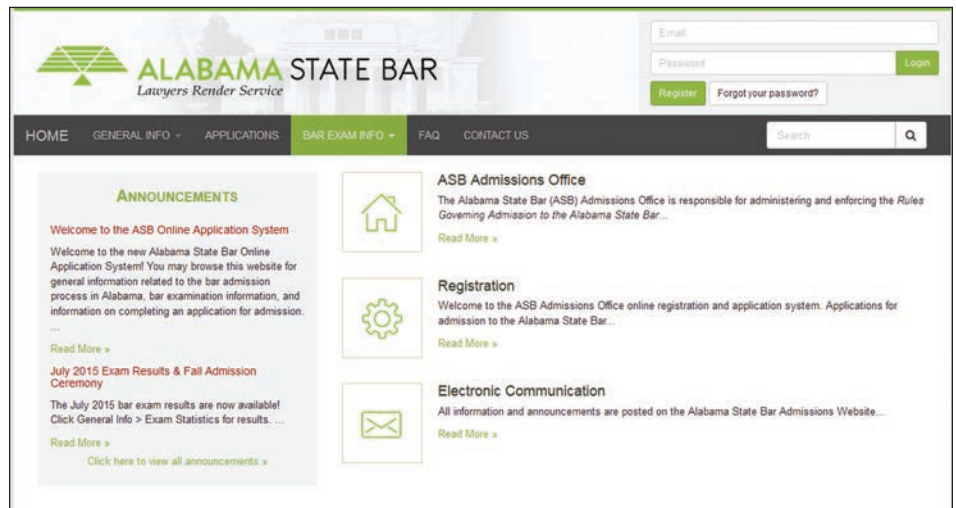 Email
Password
Login
Register
Forgot your password?
ALABAMA STATE BAR
Lawyers Render Service
HOME GENERAL INFO APPLICATIONS BAR EXAM INFO FAQ CONTACT US Search
ANNOUNCEMENTS
Welcome to the ASB Online Application System
Welcome to the new Alabama State Bar Online
Application System! You may browse this website for
general information related to the bar admission
process in Alabama, bar examination information, and
information on completing an application for admission.
...
Read More »
July 2015 Exam Results & Fall Admission
Ceremony
The July 2015 bar exam results are now available!
Click General Info > Exam Statistics for results. ...
Read More »
Click here to view all announcements »
ASB Admissions Office
The Alabama State Bar (ASB) Admissions Office is responsible for administering and enforcing the Rules
Governing Admission to the Alabama State Bar...
Read More »
Registration
Welcome to the ASB Admissions Office online registration and application system. Applications for
admission to the Alabama State Bar...
Read More »
Electronic Communication
All information and announcements are posted on the Alabama State Bar Admissions Website...
Read More »